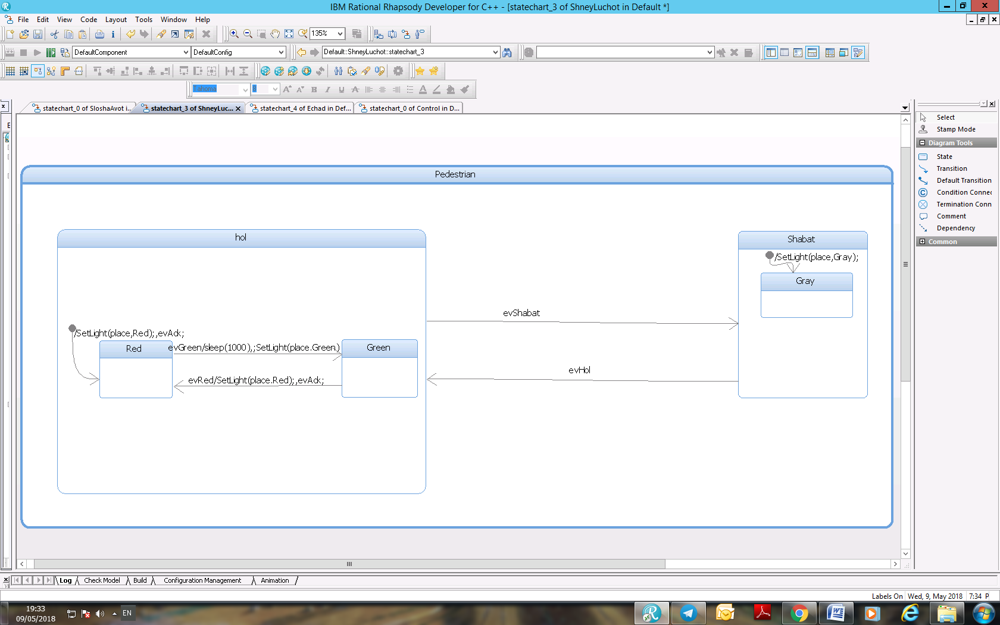 IBM Rational Rhapsody Developer for C++ - [statechart_3 of ShneyLuchot in Default *]
File Edit View Code Layout Tools Window Help
135%
DefaultComponent DefaultConfig Default::ShneyLuchot::statechart_3
Tahoma 8
statechart_0 of SloshaAvot i... statechart_3 of ShneyLuc... statechart_4 of Echad in Def... statechart_0 of Control in D...
Select
Stamp Mode
Diagram Tools
State
Transition
Default Transition
Condition Connec
Termination Conn
Comment
Dependency
Common
Pedestrian
hol
Shabat
/SetLight(place,Gray);
Gray
evShabat
/SetLight(place,Red);,evAck;
Red
evGreen/sleep(1000),;SetLight(place.Green.)
Green
evRed/SetLight(place.Red);,evAck;
evHol
Log Check Model Build Configuration Management Animation
Labels On Wed, 9, May 2018 7:34 P
19:33
09/05/2018
EN